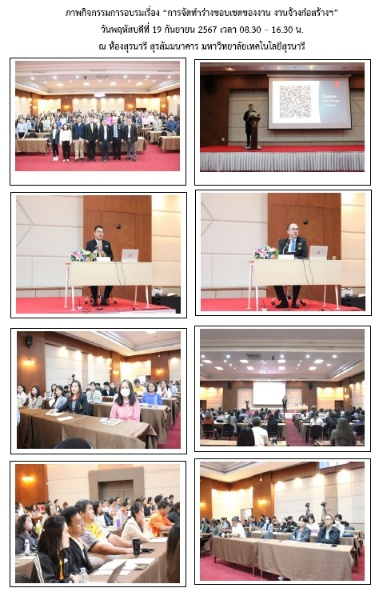 ภาพกิจกรรมการอบรมเรื่อง “การจัดทำร่างขอบเขตของงาน งานจ้างก่อสร้างฯ”
วันพฤหัสบดีที่ 19 กันยายน 2567 เวลา 08.30 – 16.30 น.
ณ ห้องสุรนารี สุรสัมมนาคาร มหาวิทยาลัยเทคโนโลยีสุรนารี